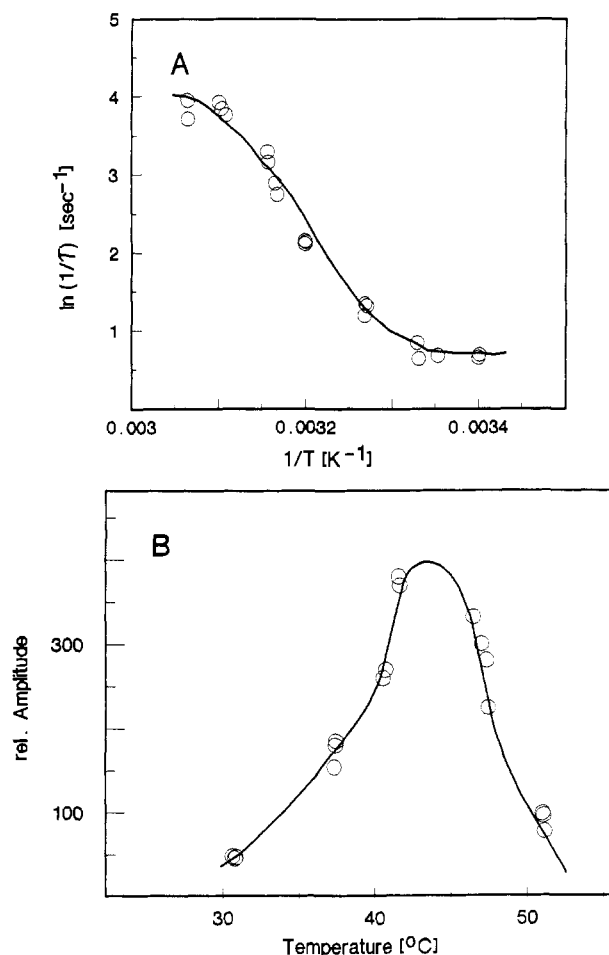 5
A
4
3
2
1
ln (1/τ) [sec⁻¹]
0.003
0.0032
0.0034
1/T [K⁻¹]
B
300
100
rel. Amplitude
30
40
50
Temperature [°C]